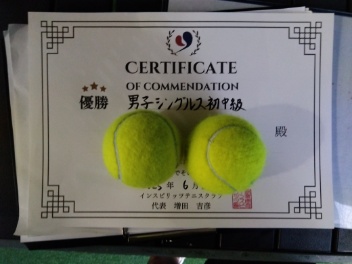 CERTIFICATE
OF COMMENDATION
優勝
男子シングルス初中級
殿
年 6月
インスピリッツテニスクラブ
代表 増田 吉彦